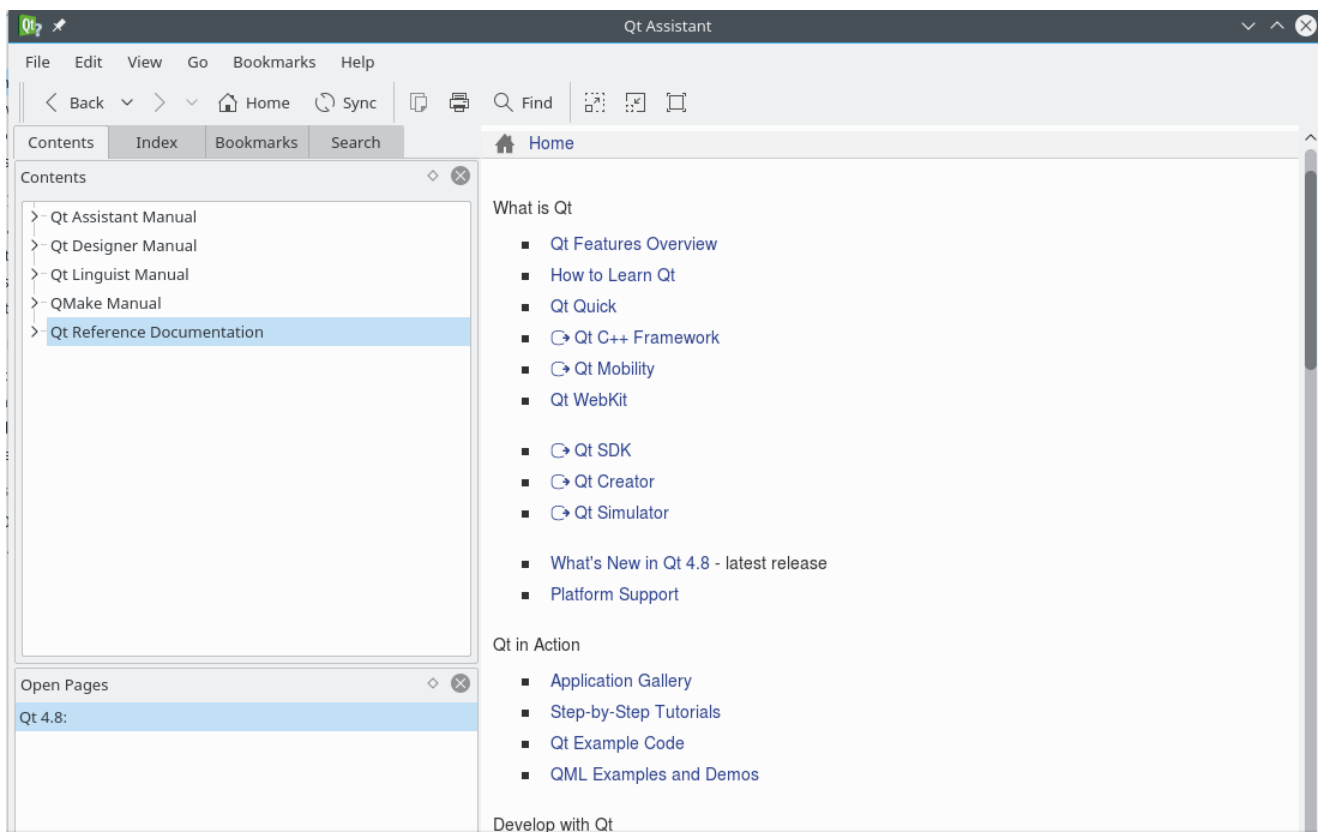 Qt Assistant
File Edit View Go Bookmarks Help
Back Home Sync Find
Contents Index Bookmarks Search
Contents
Qt Assistant Manual
Qt Designer Manual
Qt Linguist Manual
QMake Manual
Qt Reference Documentation
Open Pages
Qt 4.8:
Home
What is Qt
Qt Features Overview
How to Learn Qt
Qt Quick
Qt C++ Framework
Qt Mobility
Qt WebKit
Qt SDK
Qt Creator
Qt Simulator
What's New in Qt 4.8 - latest release
Platform Support
Qt in Action
Application Gallery
Step-by-Step Tutorials
Qt Example Code
QML Examples and Demos
Develop with Qt